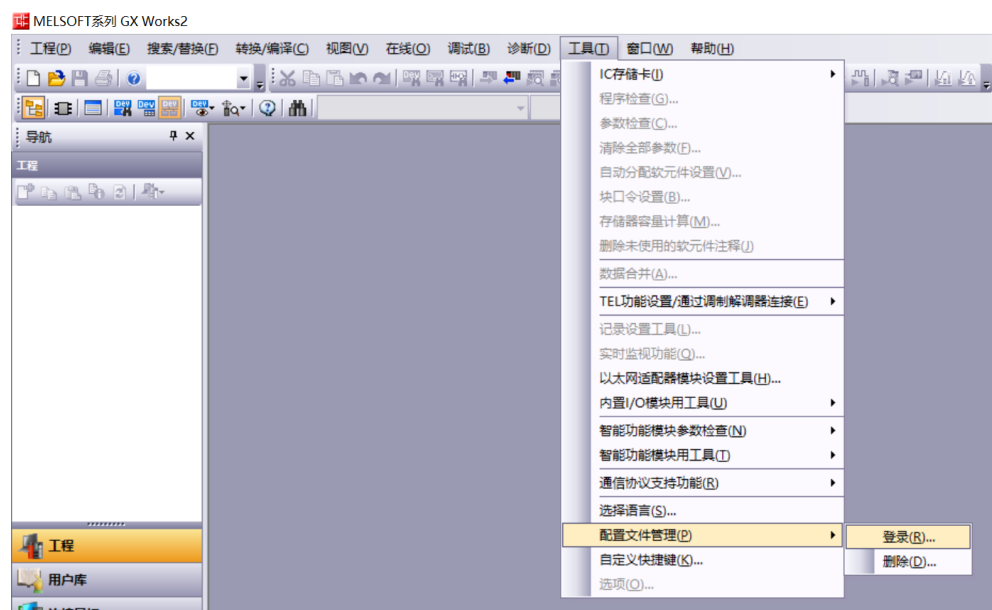 MELSOFT系列 GX Works2
工程(P) 编辑(E) 搜索/替换(F) 转换/编译(C) 视图(V) 在线(O) 调试(B) 诊断(D) 工具(T) 窗口(W) 帮助(H)
导航
工程
IC存储卡(I)
程序检查(G)...
参数检查(C)...
清除全部参数(F)...
自动分配软元件设置(V)...
块口令设置(B)...
存储器容量计算(M)...
删除未使用的软元件注释(J)
数据合并(A)...
TEL功能设置/通过调制解调器连接(E)
记录设置工具(L)...
实时监视功能(Q)...
以太网适配器模块设置工具(H)...
内置I/O模块用工具(U)
智能功能模块参数检查(N)
智能功能模块用工具(T)
通信协议支持功能(R)
选择语言(S)...
配置文件管理(P)
登录(R)...
删除(D)...
自定义快捷键(K)...
选项(O)...
工程
用户库